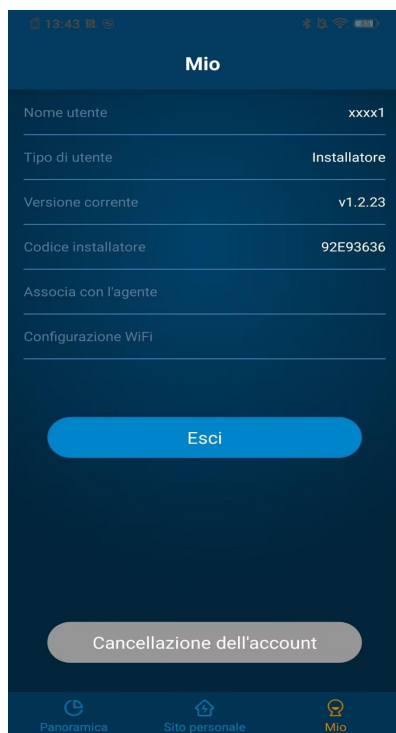 13:43
Mio
Nome utente xxxx1
Tipo di utente Installatore
Versione corrente v1.2.23
Codice installatore 92E93636
Associa con l'agente
Configurazione WiFi
Esci
Cancellazione dell'account
Panoramica Sito personale Mio